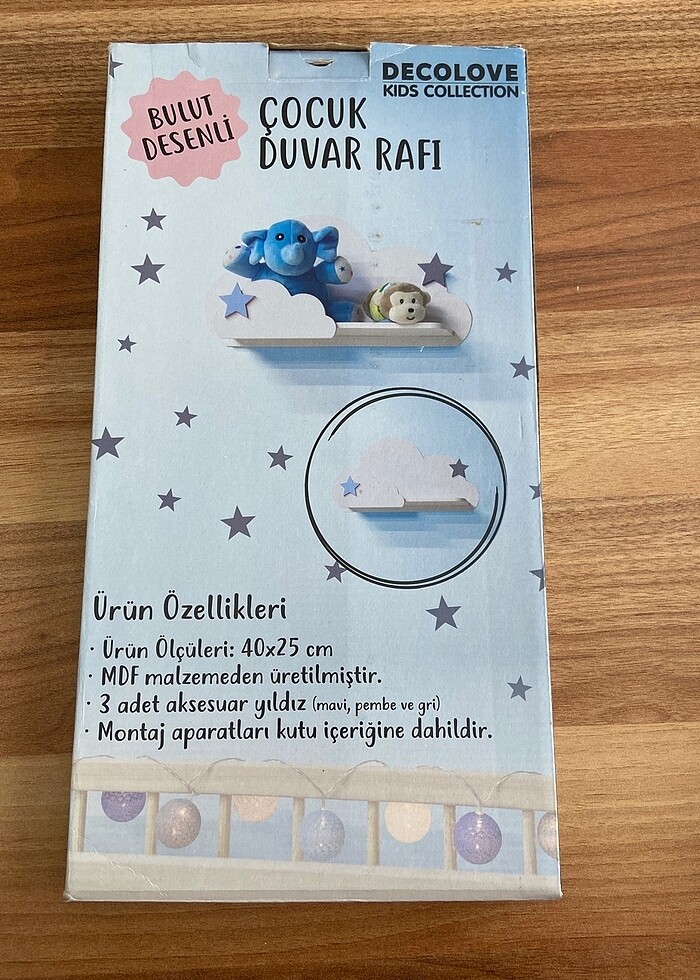 BULUT
DESENLİ
ÇOCUK
DUVAR RAFI
DECOLOVE
KIDS COLLECTION
Ürün Özellikleri
· Ürün Ölçüleri: 40x25 cm
· MDF malzemeden üretilmiştir.
· 3 adet aksesuar yıldız (mavi, pembe ve gri)
· Montaj aparatları kutu içeriğine dahildir.